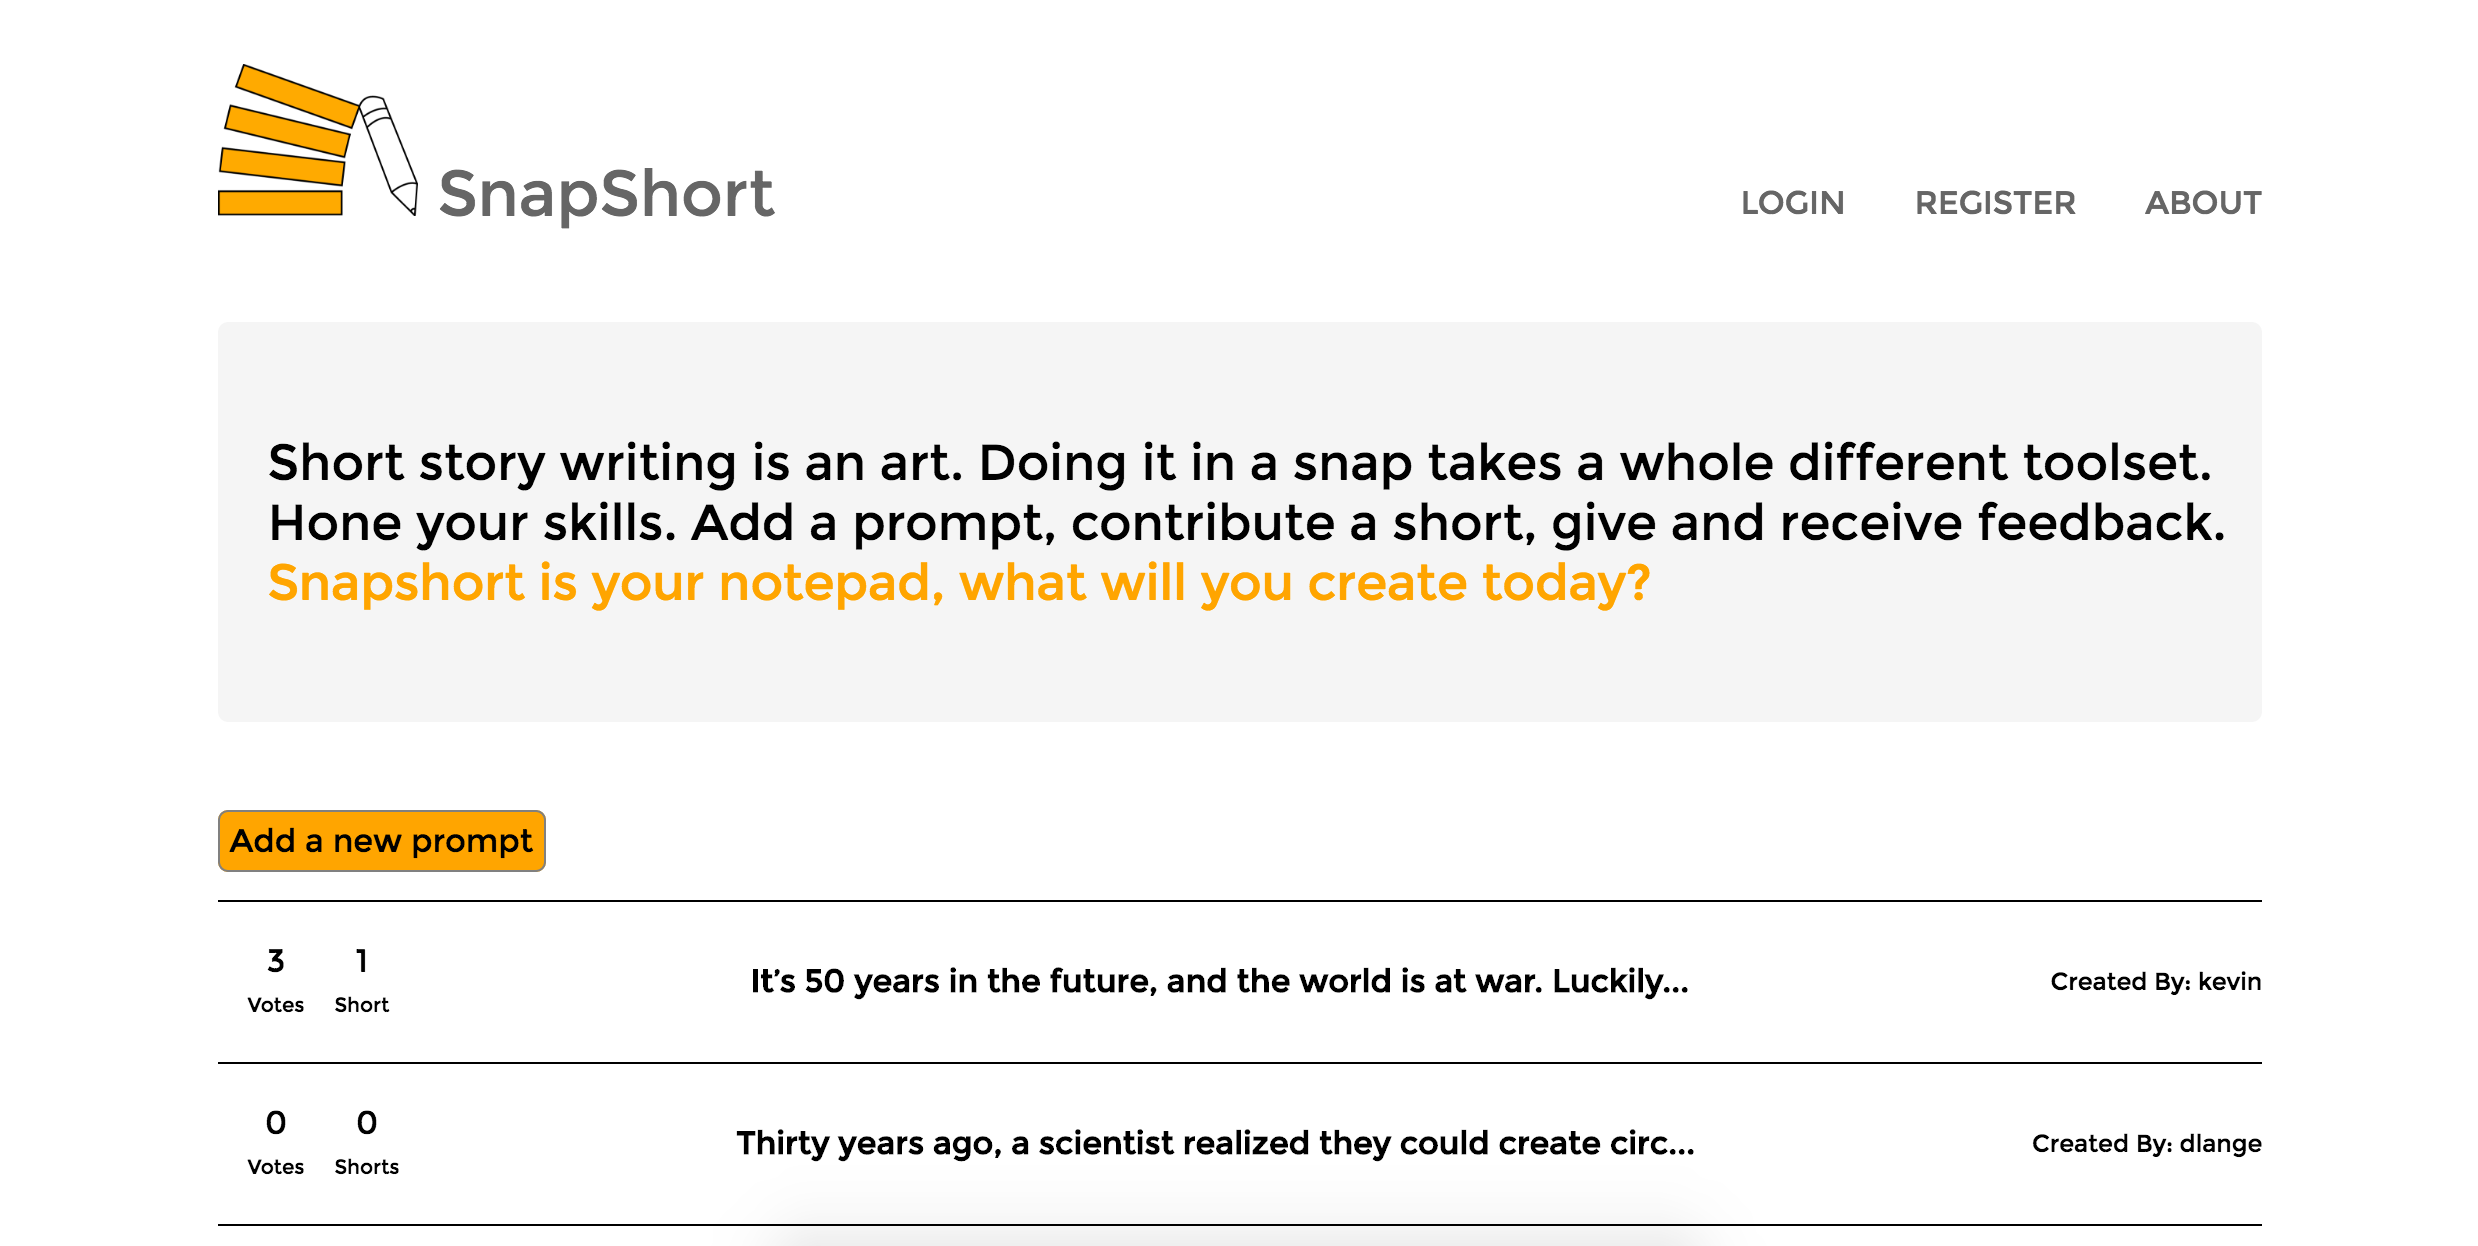 SnapShort
LOGIN REGISTER ABOUT
Short story writing is an art. Doing it in a snap takes a whole different toolset.
Hone your skills. Add a prompt, contribute a short, give and receive feedback.
Snapshort is your notepad, what will you create today?
Add a new prompt
3 1
Votes Short
It’s 50 years in the future, and the world is at war. Luckily...
Created By: kevin
0 0
Votes Shorts
Thirty years ago, a scientist realized they could create circ...
Created By: dlange